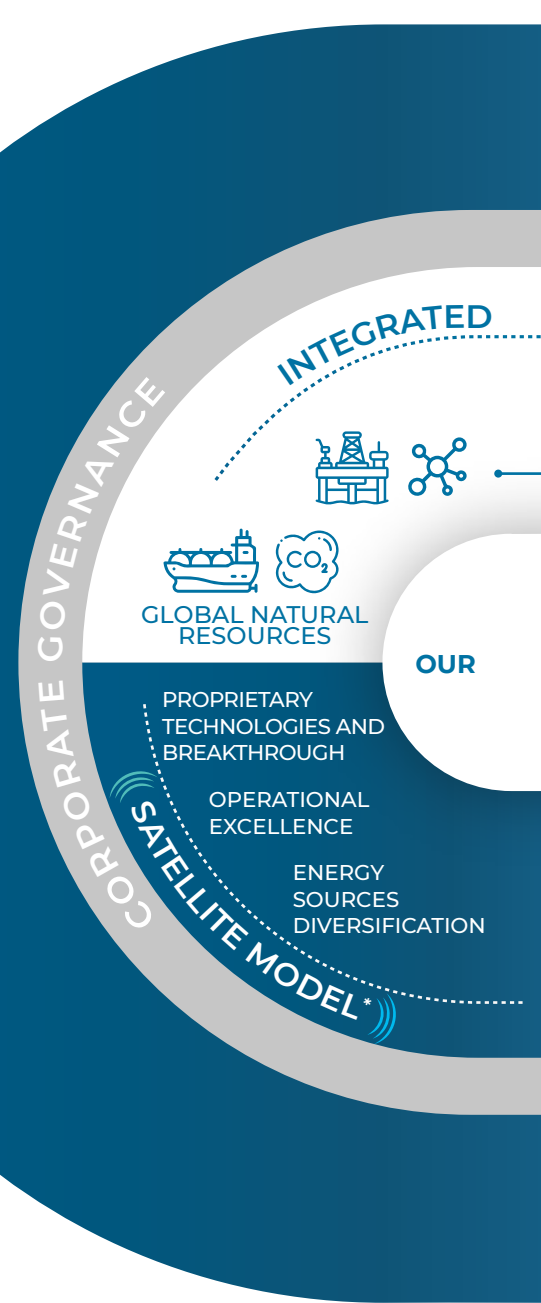 CORPORATE GOVERNANCE
INTEGRATED
CO2
GLOBAL NATURAL
RESOURCES
OUR
PROPRIETARY
TECHNOLOGIES AND
BREAKTHROUGH
OPERATIONAL
EXCELLENCE
ENERGY
SOURCES
DIVERSIFICATION
SATELLITE MODEL*